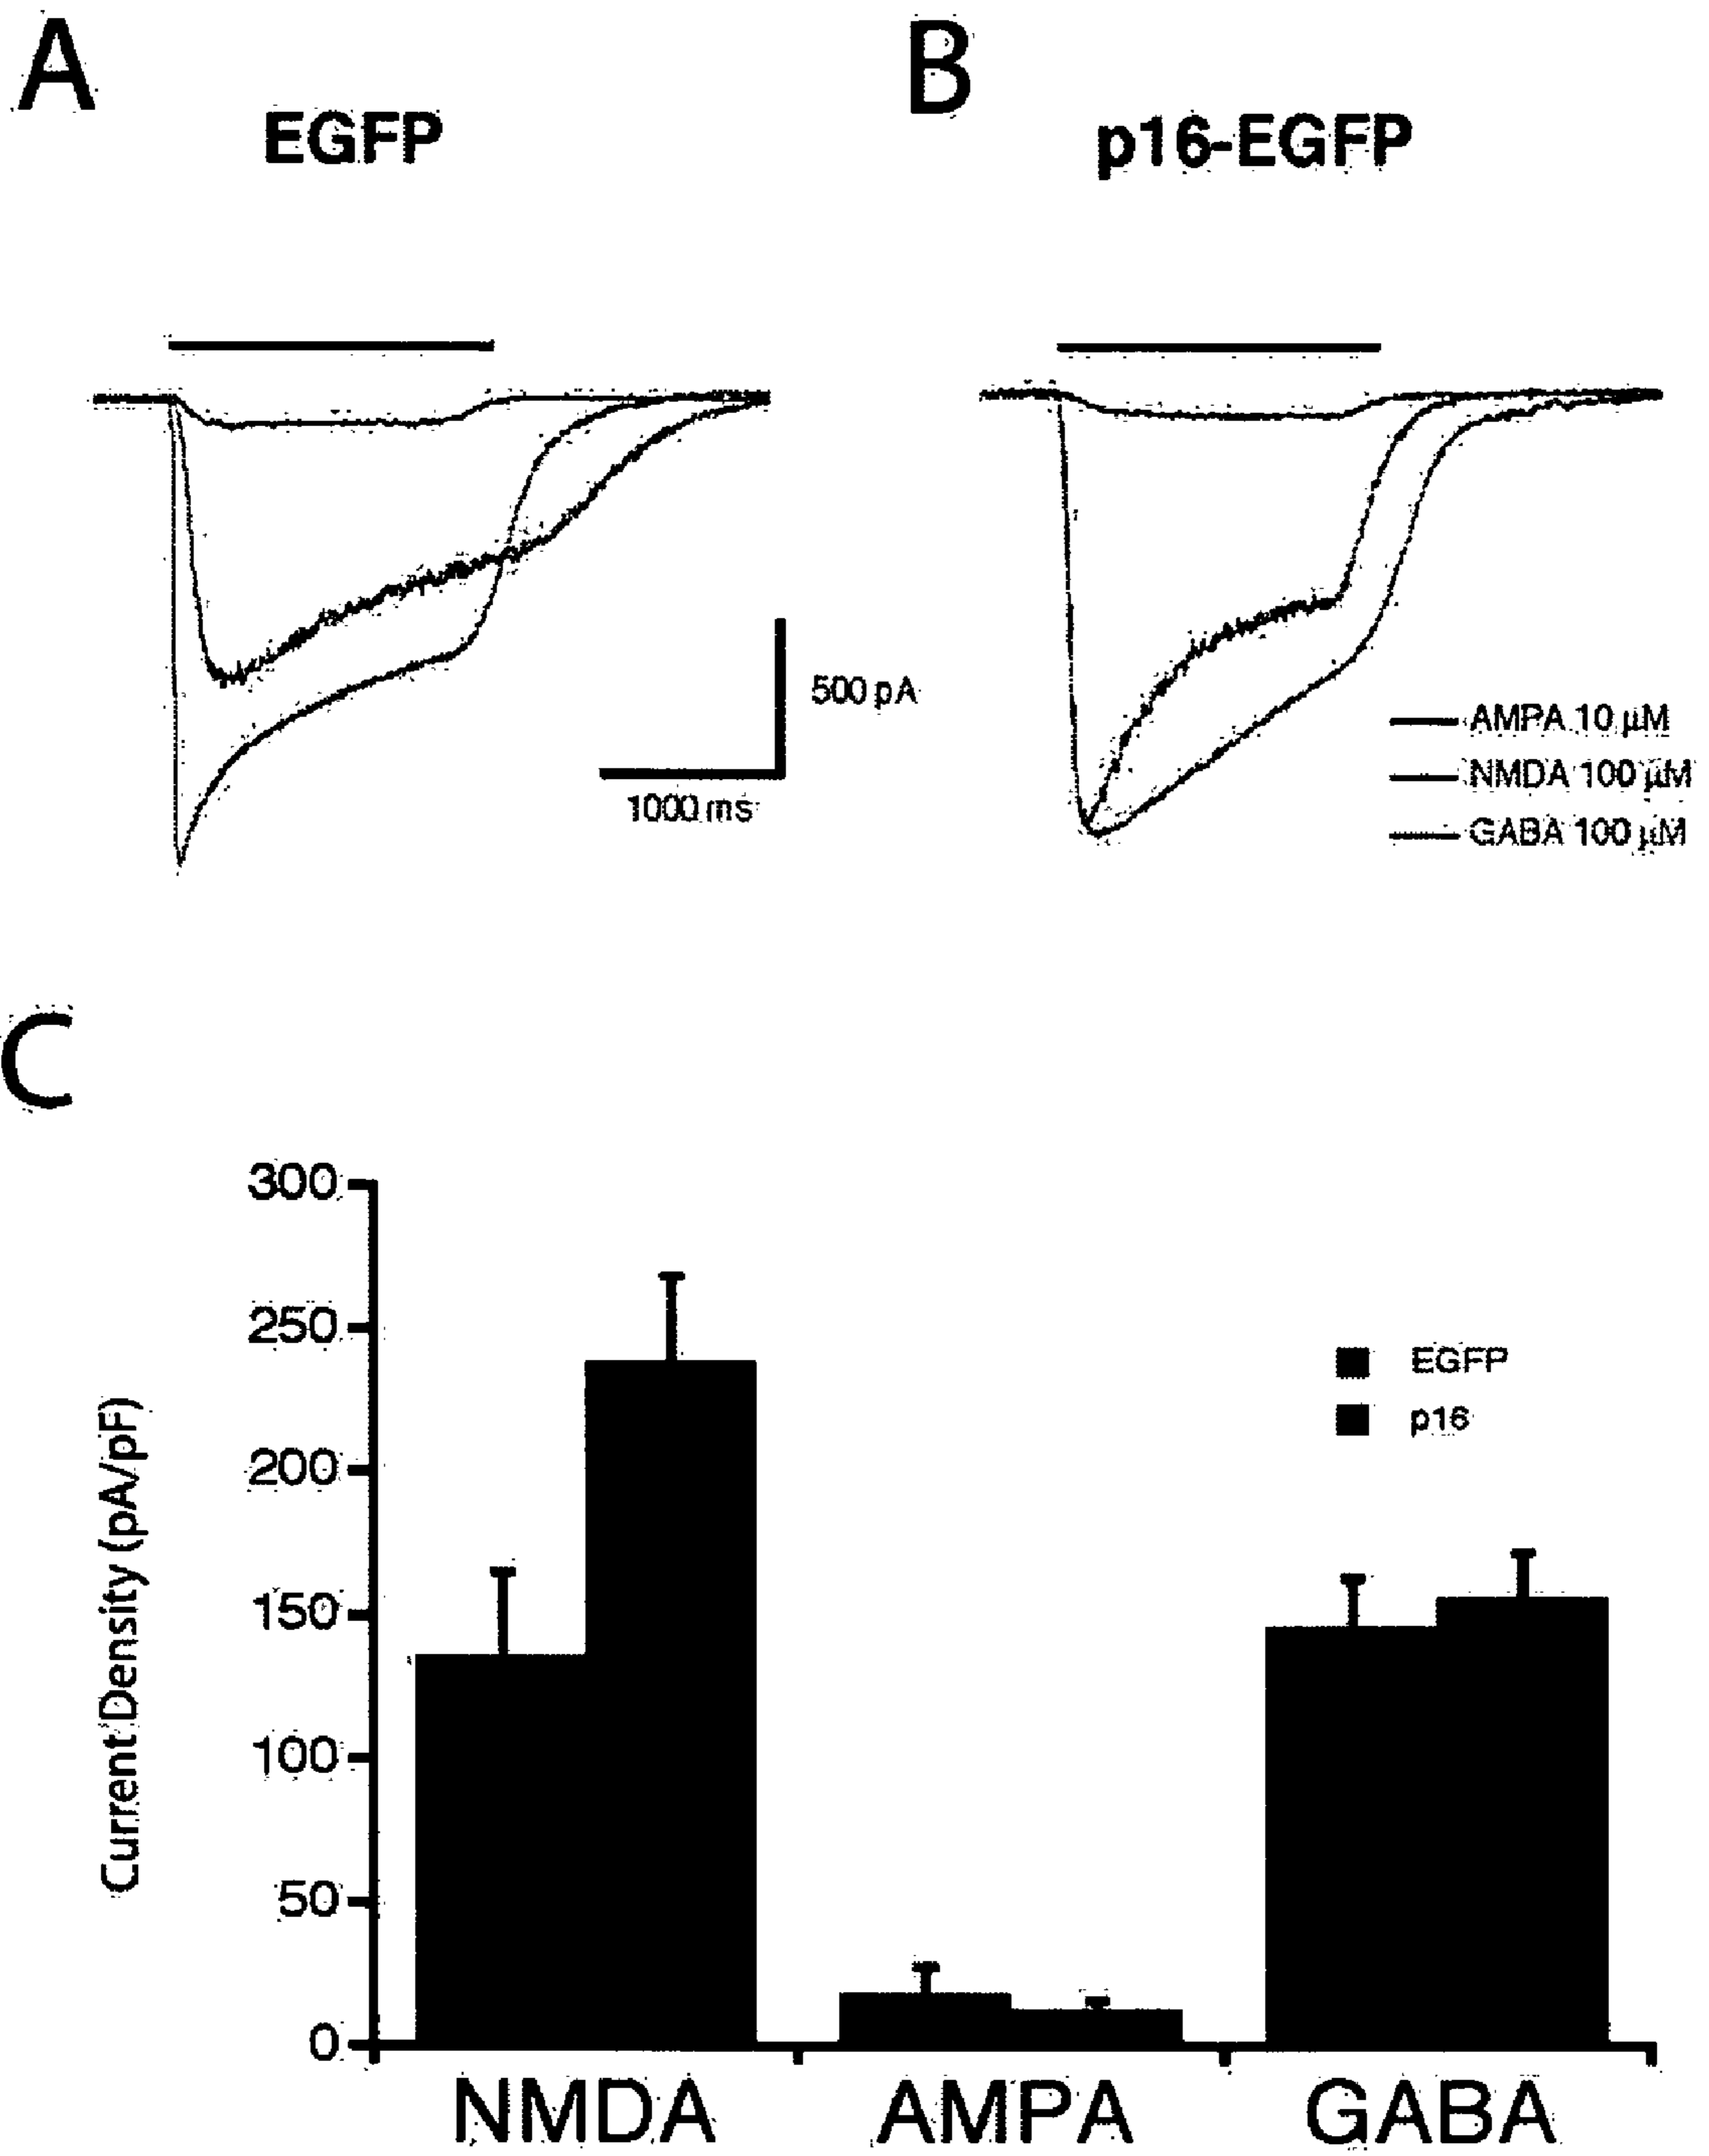 A
B
EGFP
p16-EGFP
500 pA
1000 ms
AMPA 10 µM
NMDA 100 µM
GABA 100 µM
C
300
250
200
150
100
50
0
Current Density (pA/pF)
EGFP
p16
NMDA
AMPA
GABA